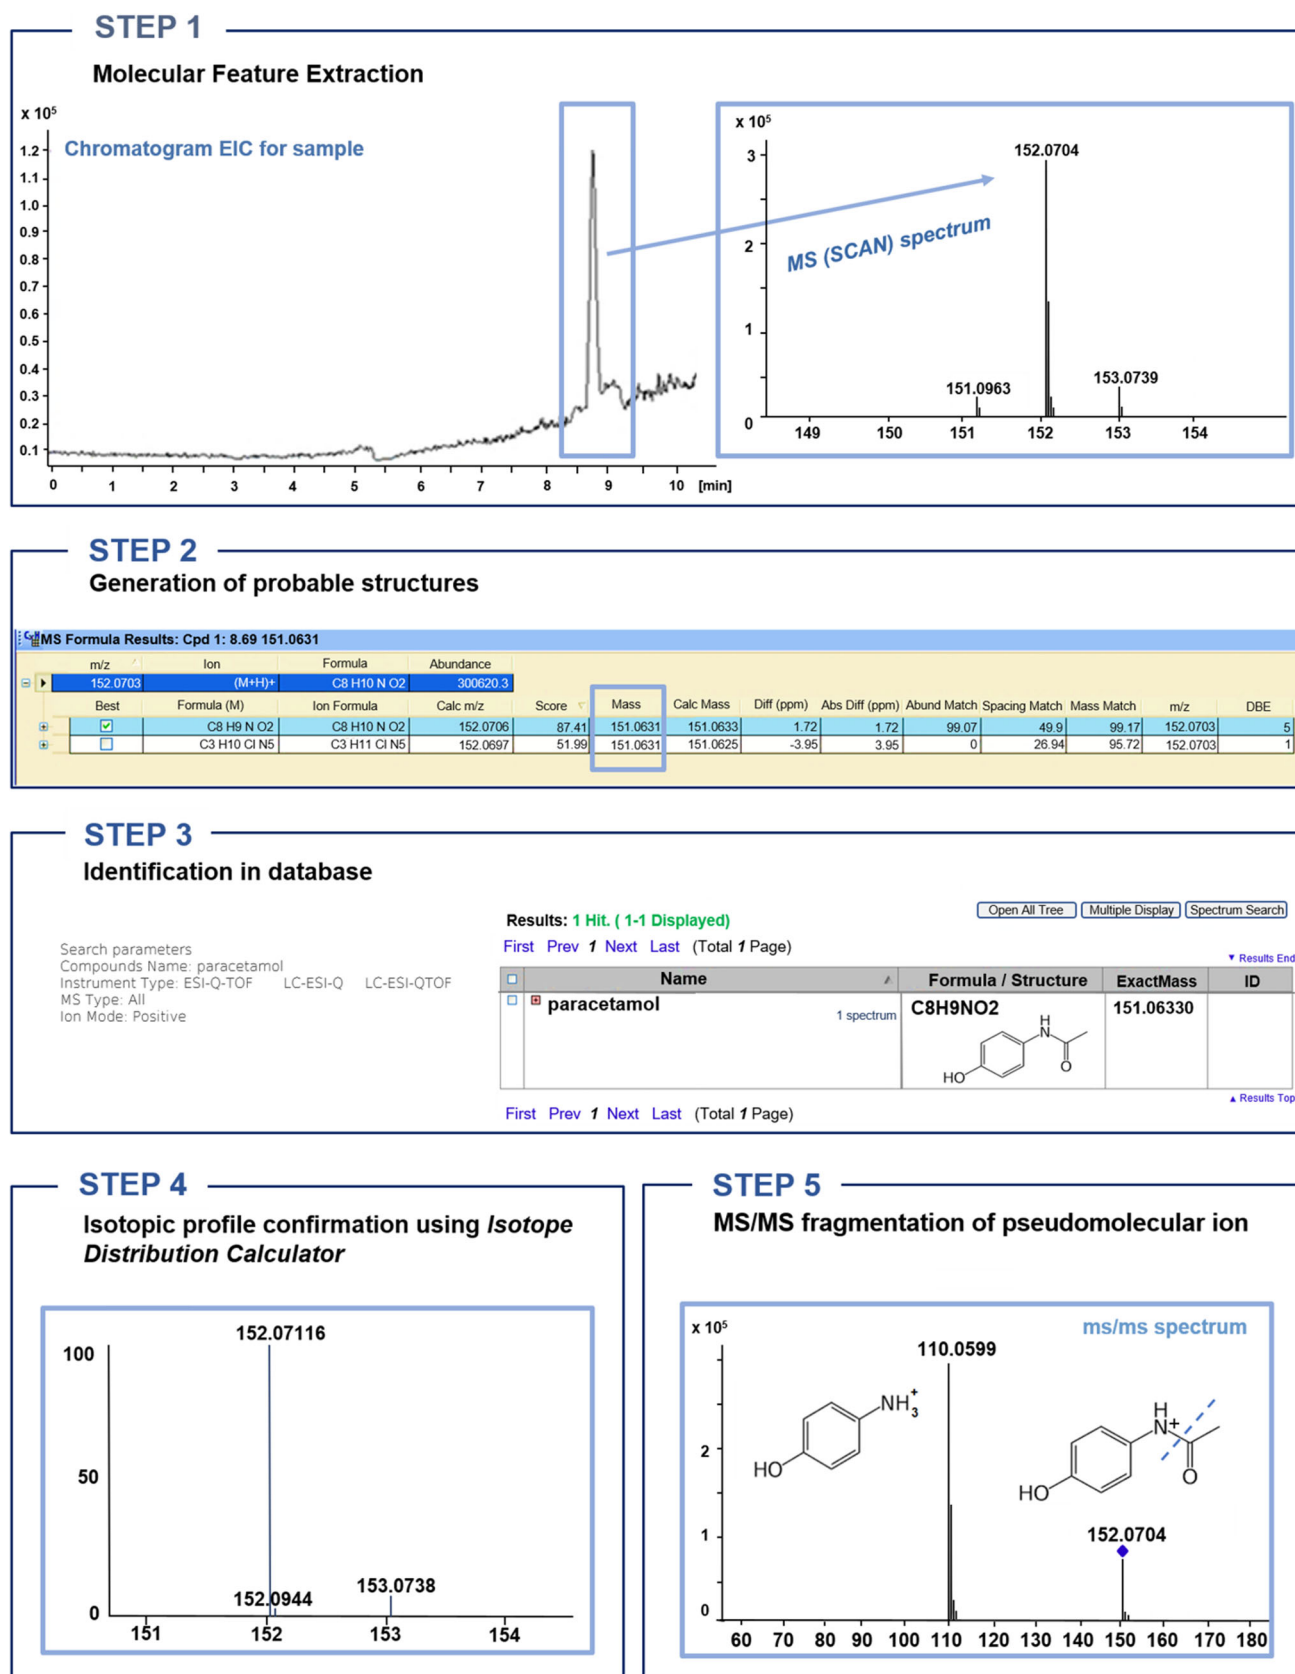 STEP 1
Molecular Feature Extraction
x 10⁵
Chromatogram EIC for sample
1.2
1.1
1.0
0.9
0.8
0.7
0.6
0.5
0.4
0.3
0.2
0.1
0 1 2 3 4 5 6 7 8 9 10 [min]
x 10⁵
3
2
1
0
152.0704
MS (SCAN) spectrum
151.0963
153.0739
149 150 151 152 153 154
STEP 2
Generation of probable structures
MS Formula Results: Cpd 1: 8.69 151.0631
m/z Ion Formula Abundance
152.0703 (M+H)+ C8 H10 N O2 300620.3
Best Formula (M) Ion Formula Calc m/z Score Mass Calc Mass Diff (ppm) Abs Diff (ppm) Abund Match Spacing Match Mass Match m/z DBE
C8 H9 N O2 C8 H10 N O2 152.0706 87.41 151.0631 151.0633 1.72 1.72 99.07 49.9 99.17 152.0703 5
C3 H10 Cl N5 C3 H11 Cl N5 152.0697 51.99 151.0631 151.0625 -3.95 3.95 0 26.94 95.72 152.0703 1
STEP 3
Identification in database
Search parameters
Compounds Name: paracetamol
Instrument Type: ESI-Q-TOF LC-ESI-Q LC-ESI-QTOF
MS Type: All
Ion Mode: Positive
Results: 1 Hit. ( 1-1 Displayed)
Open All Tree Multiple Display Spectrum Search
First Prev 1 Next Last (Total 1 Page)
▼ Results End
Name Formula / Structure ExactMass ID
paracetamol 1 spectrum C8H9NO2 151.06330
H
N
O
HO
▲ Results Top
First Prev 1 Next Last (Total 1 Page)
STEP 4
Isotopic profile confirmation using Isotope
Distribution Calculator
152.07116
100
50
0
152.0944
153.0738
151 152 153 154
STEP 5
MS/MS fragmentation of pseudomolecular ion
x 10⁵
ms/ms spectrum
110.0599
2
1
0
NH₃⁺
HO
H
N+
O
HO
152.0704
60 70 80 90 100 110 120 130 140 150 160 170 180